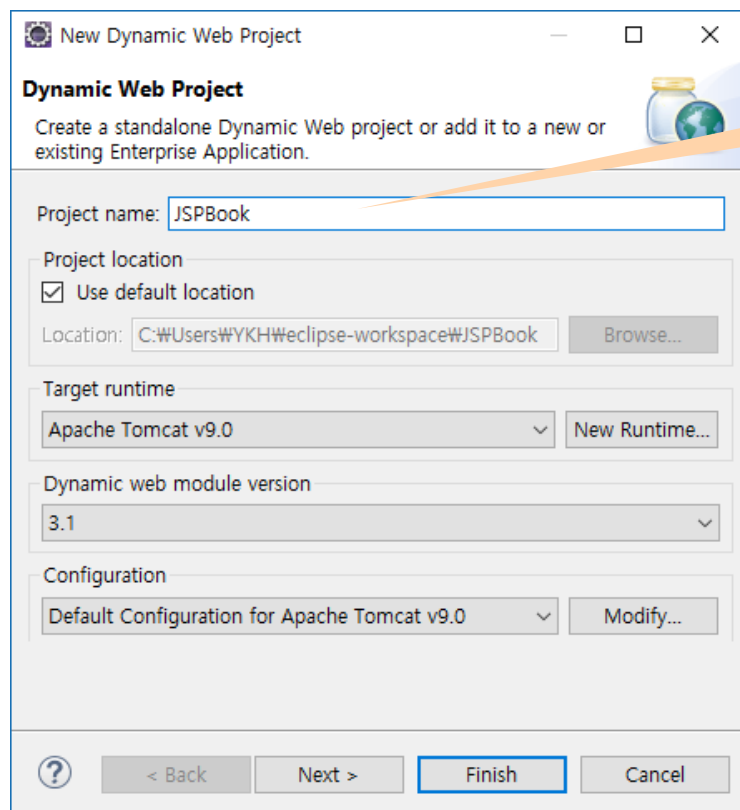 New Dynamic Web Project
Dynamic Web Project
Create a standalone Dynamic Web project or add it to a new or
existing Enterprise Application.
Project name: JSPBook
Project location
Use default location
Location: C:₩Users₩YKH₩eclipse-workspace₩JSPBook Browse...
Target runtime
Apache Tomcat v9.0 New Runtime...
Dynamic web module version
3.1
Configuration
Default Configuration for Apache Tomcat v9.0 Modify...
? < Back Next > Finish Cancel